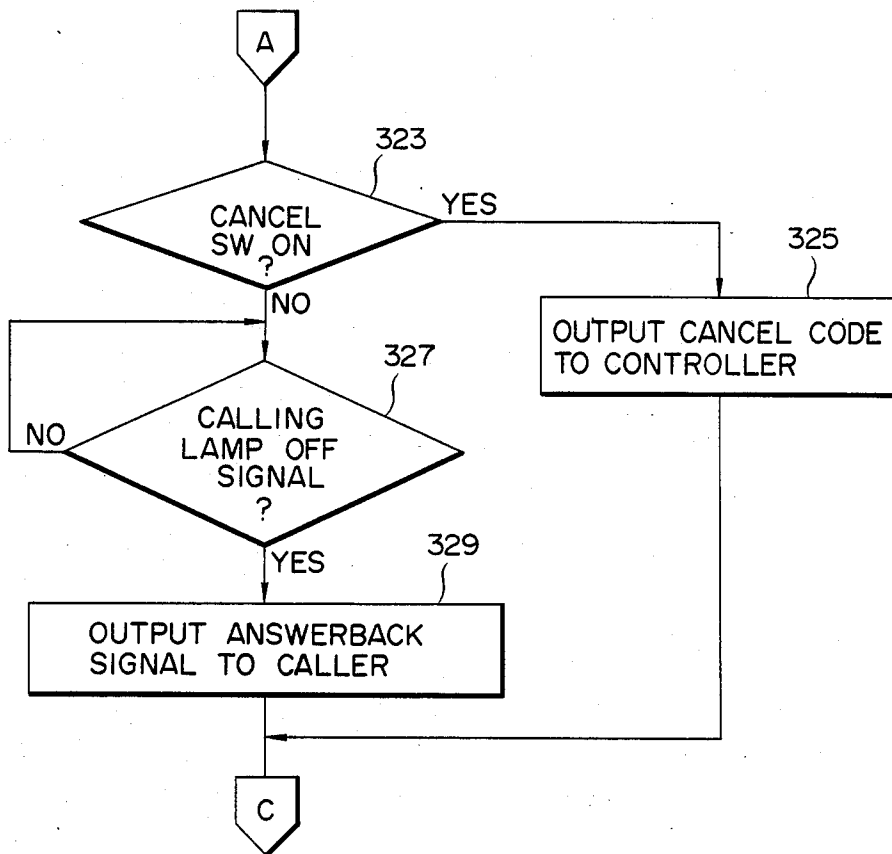 A
323
CANCEL
SW ON
?
YES
NO
325
OUTPUT CANCEL CODE
TO CONTROLLER
327
CALLING
LAMP OFF
SIGNAL
?
NO
YES
329
OUTPUT ANSWERBACK
SIGNAL TO CALLER
C